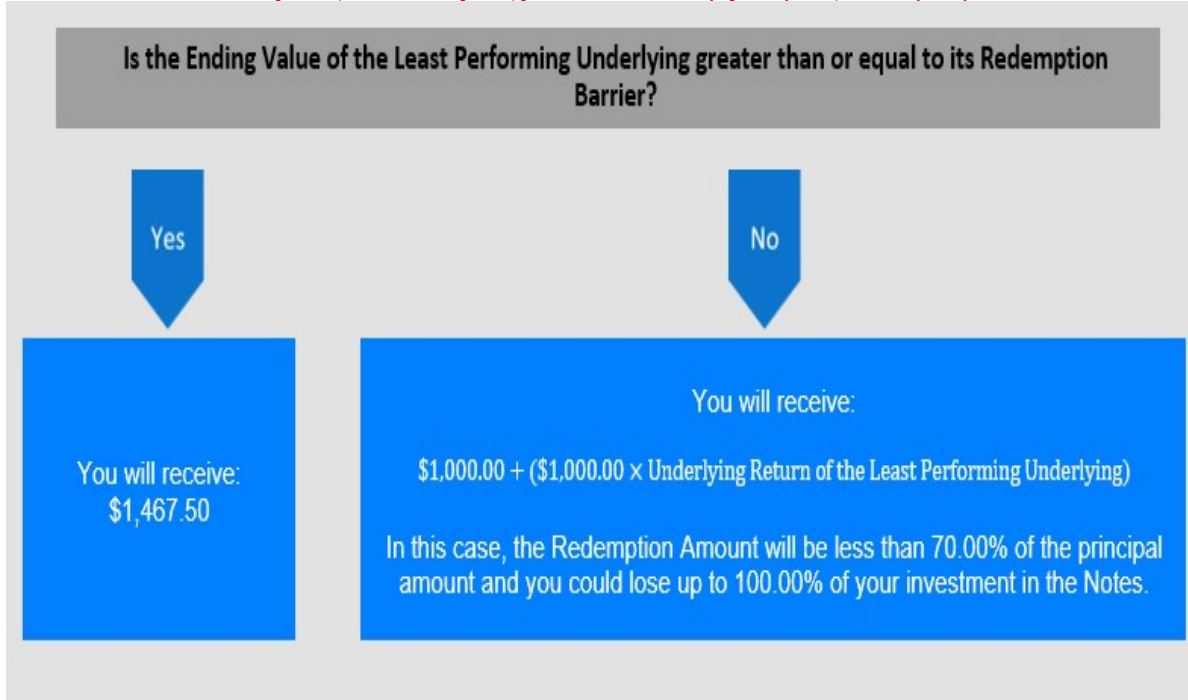 Is the Ending Value of the Least Performing Underlying greater than or equal to its Redemption
Barrier?
Yes
No
You will receive:
$1,467.50
You will receive:
$1,000.00 + ($1,000.00 × Underlying Return of the Least Performing Underlying)
In this case, the Redemption Amount will be less than 70.00% of the principal
amount and you could lose up to 100.00% of your investment in the Notes.